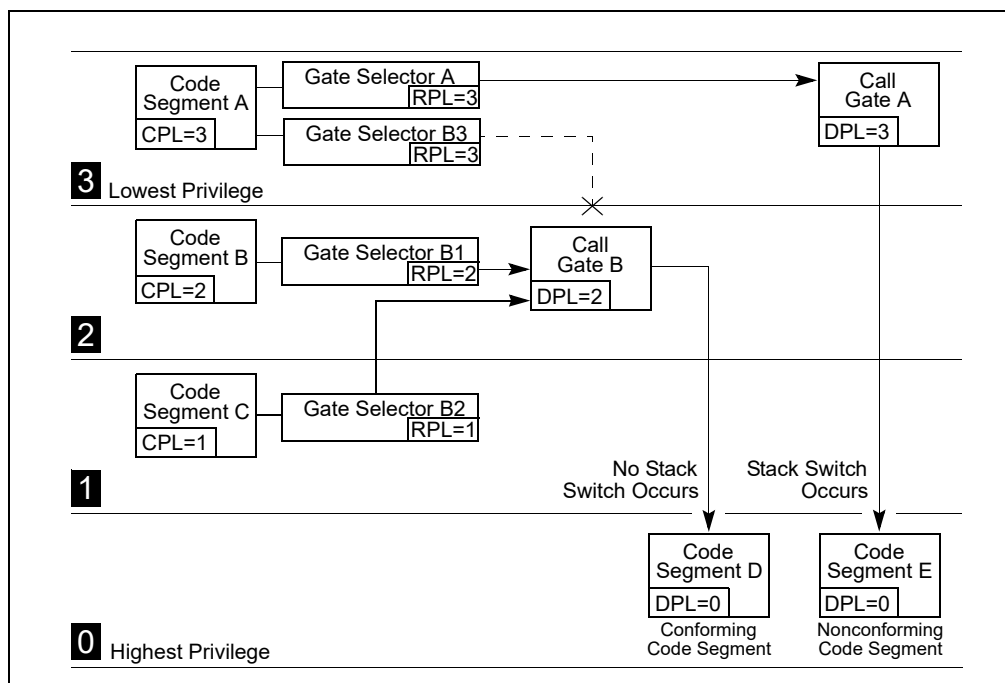 Code
Segment A
CPL=3
Gate Selector A
RPL=3
Gate Selector B3
RPL=3
Call
Gate A
DPL=3
3 Lowest Privilege
Code
Segment B
CPL=2
Gate Selector B1
RPL=2
Call
Gate B
DPL=2
2
Code
Segment C
CPL=1
Gate Selector B2
RPL=1
No Stack
Switch Occurs
Stack Switch
Occurs
1
Code
Segment D
DPL=0
Conforming
Code Segment
Code
Segment E
DPL=0
Nonconforming
Code Segment
0 Highest Privilege